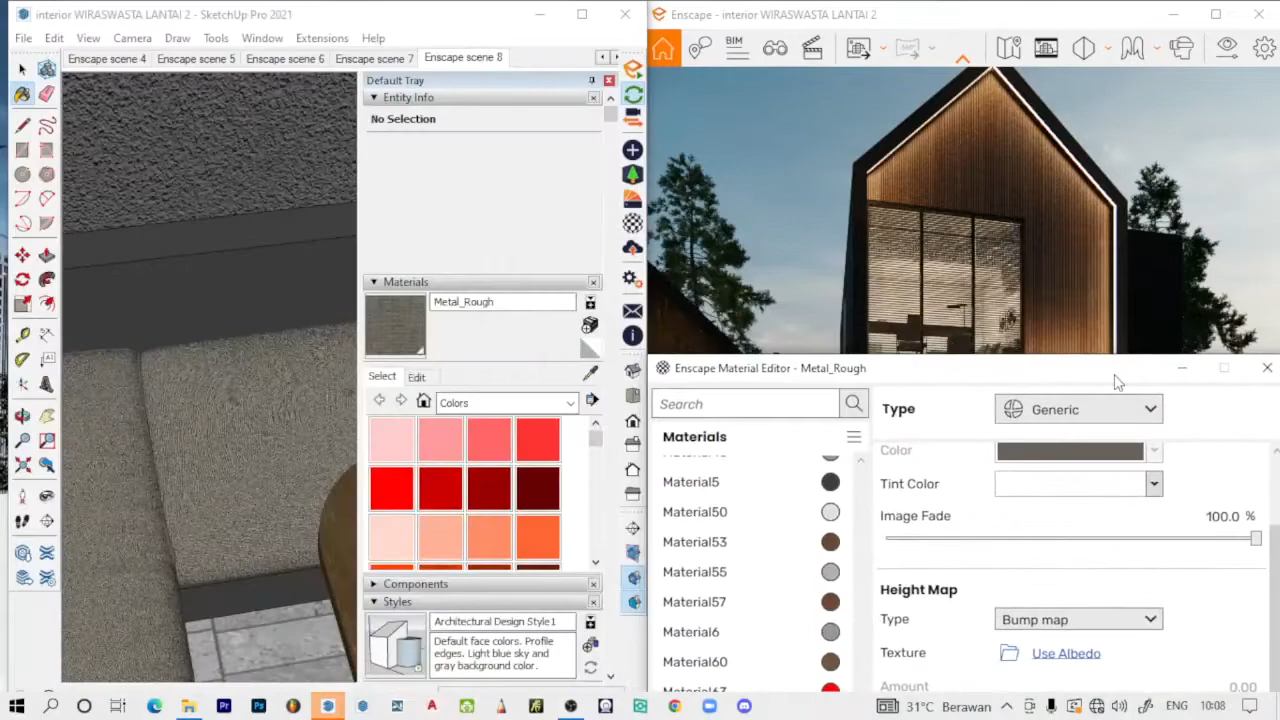 interior WIRASWASTA LANTAI 2 - SketchUp Pro 2021
File Edit View Camera Draw Tools Window Extensions Help
Enscape scene 4 Enscape scene 5 Enscape scene 6 Enscape scene 7 Enscape scene 8
Default Tray
Entity Info
No Selection
Materials
Metal_Rough
Select Edit
Colors
Components
Styles
Architectural Design Style1
Default face colors. Profile
edges. Light blue sky and
gray background color.
Enscape - interior WIRASWASTA LANTAI 2
BIM
Enscape Material Editor - Metal_Rough
Search
Type Generic
Materials
Color
Material5
Tint Color
Material50
Image Fade 100.0 %
Material53
Material55
Height Map
Material57
Type Bump map
Material6
Texture Use Albedo
Material60
Amount 0.00
Material63
31°C Berawan ENG 10:08